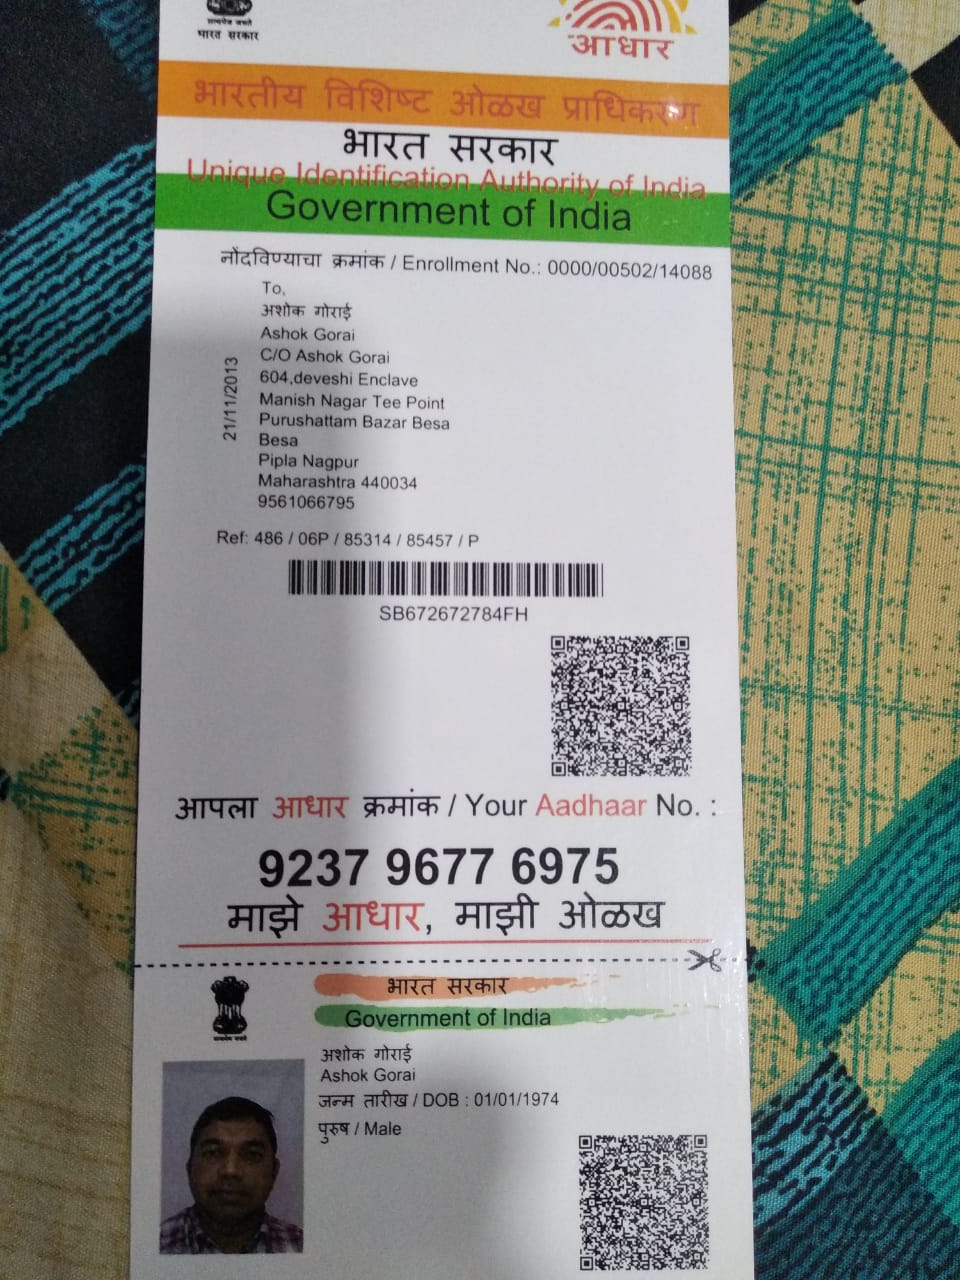 सत्यमेव जयते
भारत सरकार
आधार
भारतीय विशिष्ट ओळख प्राधिकरण
भारत सरकार
Unique Identification Authority of India
Government of India
नोंदविण्याचा क्रमांक / Enrollment No.: 0000/00502/14088
To,
अशोक गोराई
Ashok Gorai
C/O Ashok Gorai
604,deveshi Enclave
Manish Nagar Tee Point
Purushattam Bazar Besa
Besa
Pipla Nagpur
Maharashtra 440034
9561066795
21/11/2013
Ref: 486 / 06P / 85314 / 85457 / P
SB672672784FH
आपला आधार क्रमांक / Your Aadhaar No. :
9237 9677 6975
माझे आधार, माझी ओळख
भारत सरकार
Government of India
सत्यमेव जयते
अशोक गोराई
Ashok Gorai
जन्म तारीख / DOB : 01/01/1974
पुरुष / Male